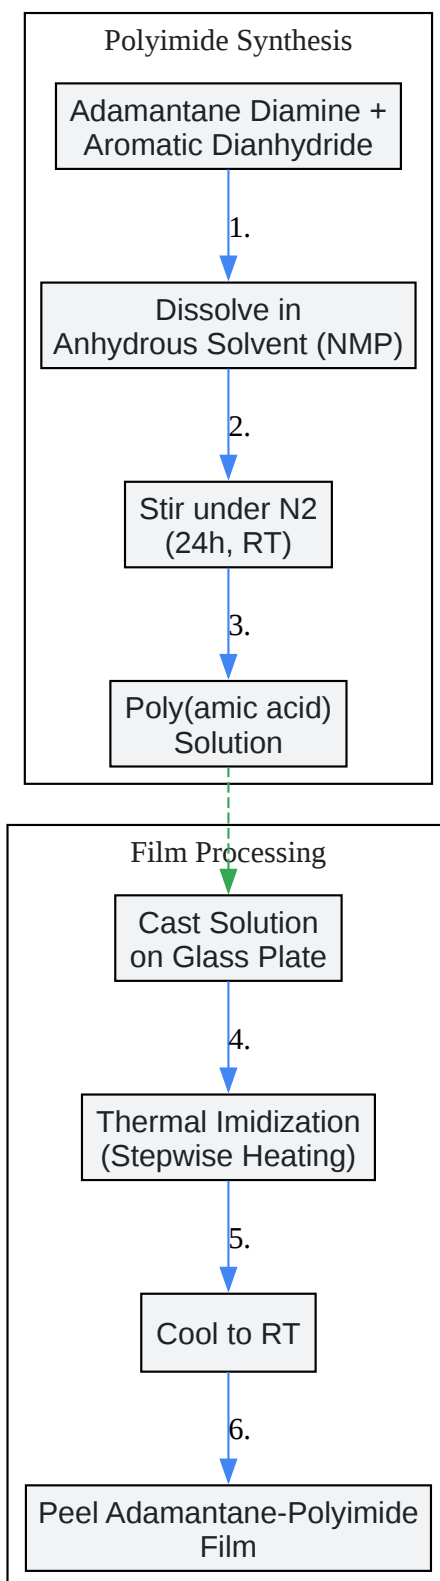 Polyimide Synthesis
Adamantane Diamine +
Aromatic Dianhydride
1.
Dissolve in
Anhydrous Solvent (NMP)
2.
Stir under N2
(24h, RT)
3.
Poly(amic acid)
Solution
Film Processing
Cast Solution
on Glass Plate
4.
Thermal Imidization
(Stepwise Heating)
5.
Cool to RT
6.
Peel Adamantane-Polyimide
Film